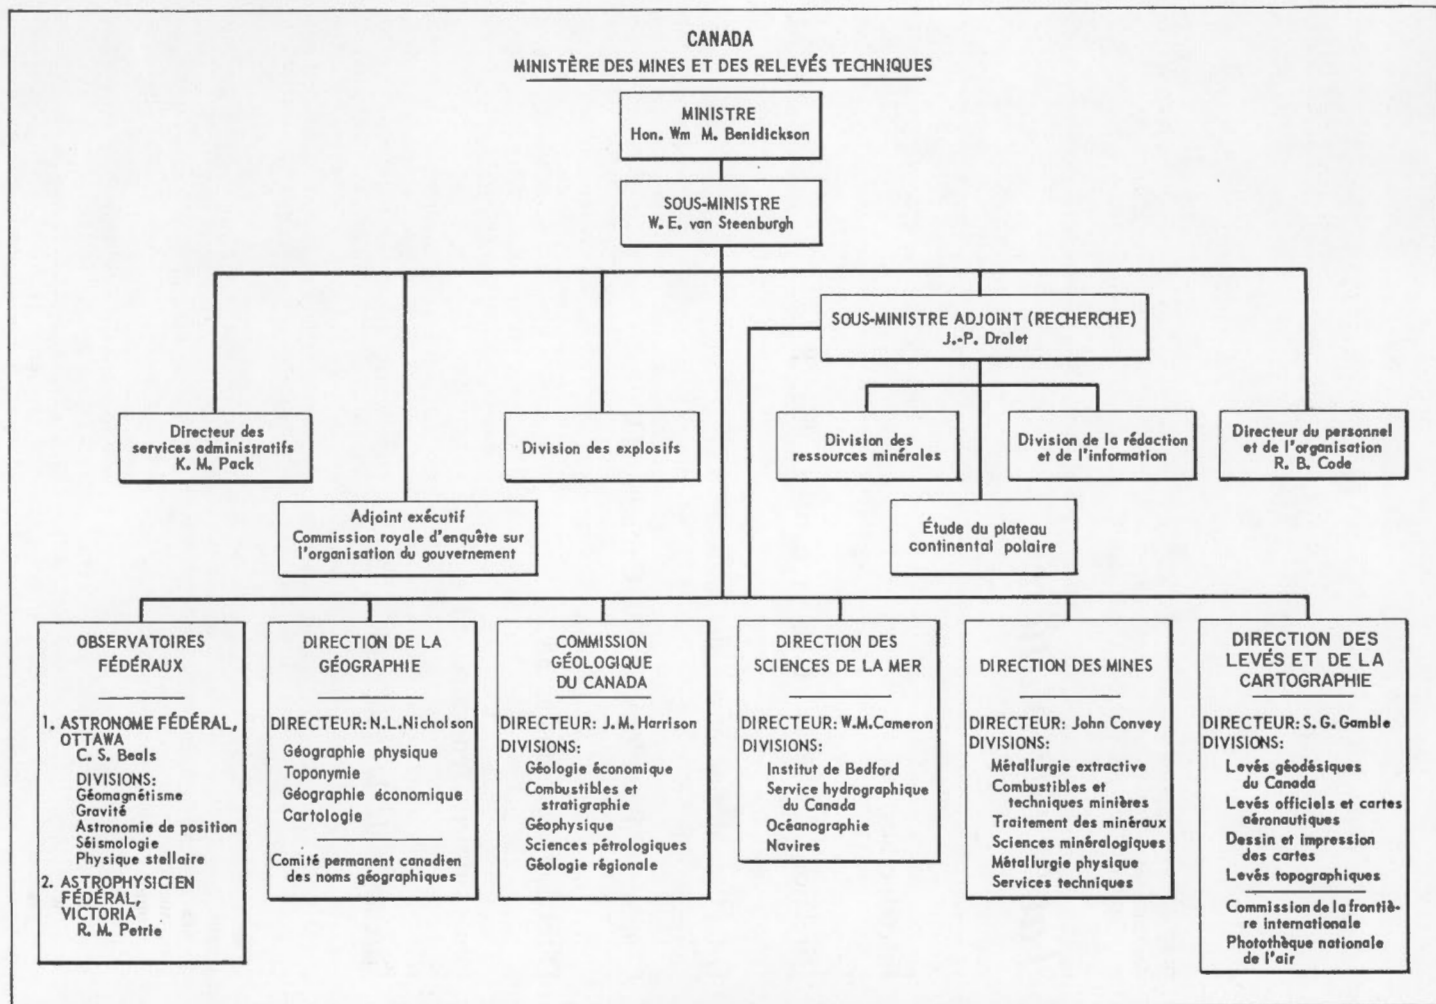 CANADA
MINISTÈRE DES MINES ET DES RELEVÉS TECHNIQUES
MINISTRE
Hon. Wm M. Benidickson
SOUS-MINISTRE
W. E. van Steenburgh
SOUS-MINISTRE ADJOINT (RECHERCHE)
J.-P. Drolet
Directeur des
services administratifs
K. M. Pack
Division des explosifs
Division des
ressources minérales
Division de la rédaction
et de l'information
Directeur du personnel
et de l'organisation
R. B. Code
Adjoint exécutif
Commission royale d'enquête sur
l'organisation du gouvernement
Étude du plateau
continental polaire
OBSERVATOIRES
FÉDÉRAUX
1. ASTRONOME FÉDÉRAL,
OTTAWA
C. S. Beals
DIVISIONS:
Géomagnétisme
Gravité
Astronomie de position
Séismologie
Physique stellaire
2. ASTROPHYSICIEN
FÉDÉRAL,
VICTORIA
R. M. Petrie
DIRECTION DE LA
GÉOGRAPHIE
DIRECTEUR: N.L.Nicholson
Géographie physique
Toponymie
Géographie économique
Cartologie
Comité permanent canadien
des noms géographiques
COMMISSION
GÉOLOGIQUE
DU CANADA
DIRECTEUR: J. M. Harrison
DIVISIONS:
Géologie économique
Combustibles et
stratigraphie
Géophysique
Sciences pétrologiques
Géologie régionale
DIRECTION DES
SCIENCES DE LA MER
DIRECTEUR: W.M.Cameron
DIVISIONS:
Institut de Bedford
Service hydrographique
du Canada
Océanographie
Navires
DIRECTION DES MINES
DIRECTEUR: John Convey
DIVISIONS:
Métallurgie extractive
Combustibles et
techniques minières
Traitement des minéraux
Sciences minéralogiques
Métallurgie physique
Services techniques
DIRECTION DES
LEVÉS ET DE LA
CARTOGRAPHIE
DIRECTEUR: S. G. Gamble
DIVISIONS:
Levés géodésiques
du Canada
Levés officiels et cartes
aéronautiques
Dessin et impression
des cartes
Levés topographiques
Commission de la frontiè-
re internationale
Photothèque nationale
de l'air